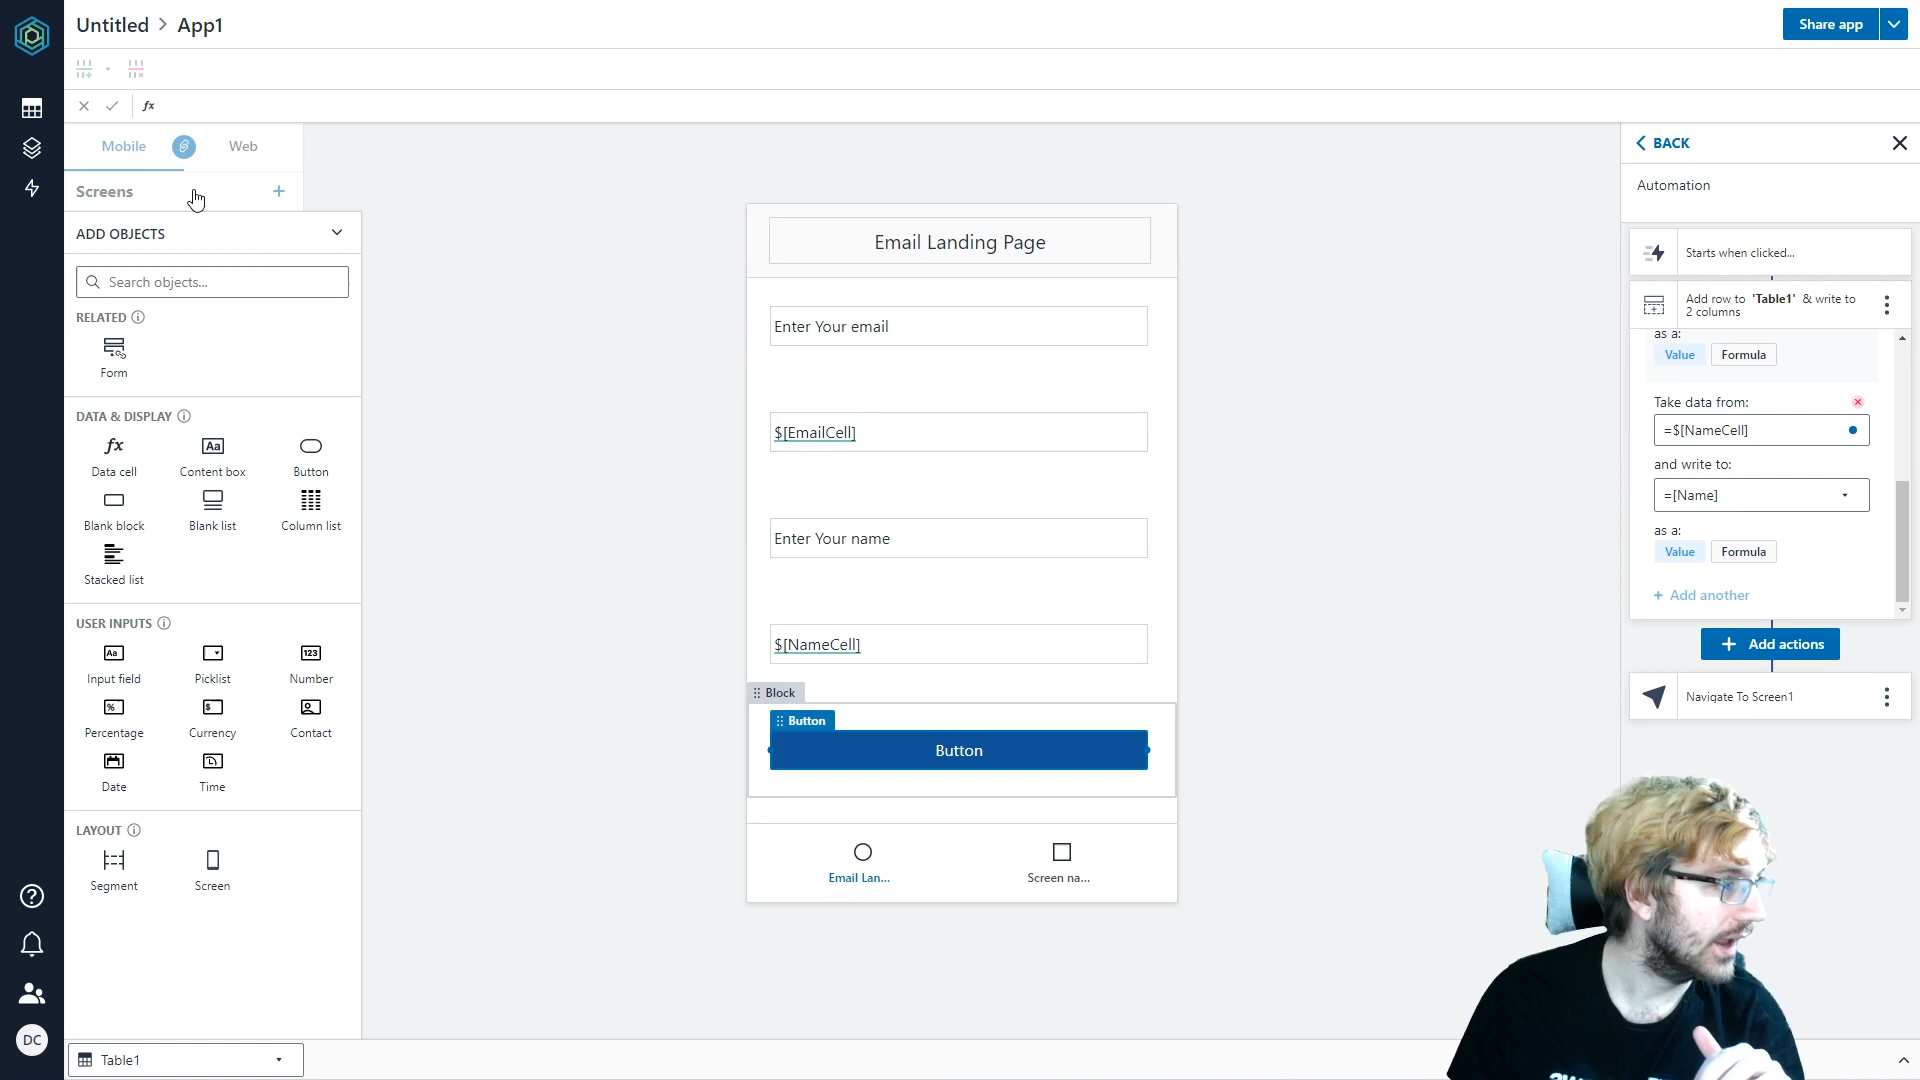 Untitled > App1
Share app
fx
Mobile
Web
Screens
+
ADD OBJECTS
Search objects...
RELATED
Form
DATA & DISPLAY
fx
Aa
Data cell
Content box
Button
Blank block
Blank list
Column list
Stacked list
USER INPUTS
Aa
123
Input field
Picklist
Number
%
$
Percentage
Currency
Contact
Date
Time
LAYOUT
Segment
Screen
DC
Table1
Email Landing Page
Enter Your email
$[EmailCell]
Enter Your name
$[NameCell]
Block
Button
Button
Email Lan...
Screen na...
BACK
Automation
Starts when clicked...
Add row to 'Table1' & write to
2 columns
as a:
Value
Formula
Take data from:
=$[NameCell]
and write to:
=[Name]
as a:
Value
Formula
+ Add another
+ Add actions
Navigate To Screen1